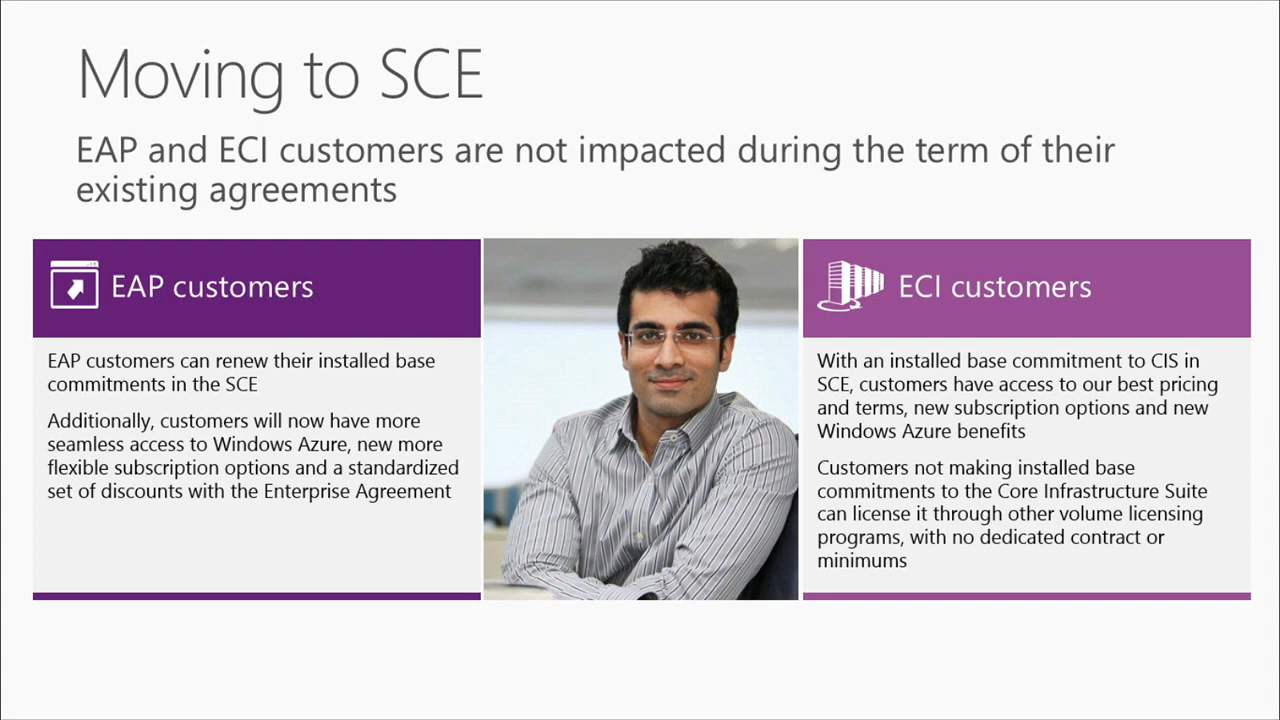 Moving to SCE
EAP and ECI customers are not impacted during the term of their
existing agreements
EAP customers
EAP customers can renew their installed base
commitments in the SCE
Additionally, customers will now have more
seamless access to Windows Azure, new more
flexible subscription options and a standardized
set of discounts with the Enterprise Agreement
ECI customers
With an installed base commitment to CIS in
SCE, customers have access to our best pricing
and terms, new subscription options and new
Windows Azure benefits
Customers not making installed base
commitments to the Core Infrastructure Suite
can license it through other volume licensing
programs, with no dedicated contract or
minimums